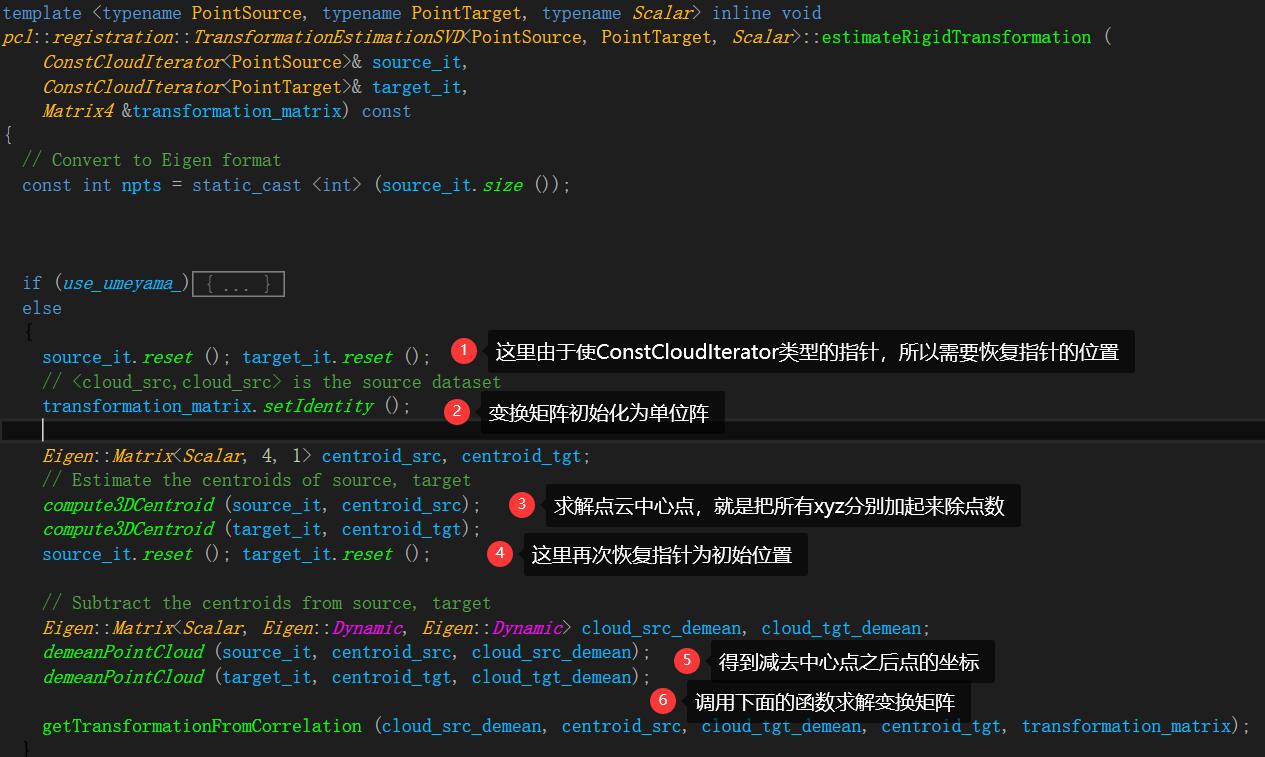 template <typename PointSource, typename PointTarget, typename Scalar> inline void
pcl::registration::TransformationEstimationSVD<PointSource, PointTarget, Scalar>::estimateRigidTransformation (
ConstCloudIterator<PointSource>& source_it,
ConstCloudIterator<PointTarget>& target_it,
Matrix4 &transformation_matrix) const
{
// Convert to Eigen format
const int npts = static_cast <int> (source_it.size ());
if (use_umeyama_){ ... }
else
{
source_it.reset (); target_it.reset (); 1 这里由于使ConstCloudIterator类型的指针，所以需要恢复指针的位置
// <cloud_src,cloud_src> is the source dataset
transformation_matrix.setIdentity (); 2 变换矩阵初始化为单位阵
Eigen::Matrix<Scalar, 4, 1> centroid_src, centroid_tgt;
// Estimate the centroids of source, target
compute3DCentroid (source_it, centroid_src); 3 求解点云中心点，就是把所有xyz分别加起来除点数
compute3DCentroid (target_it, centroid_tgt);
source_it.reset (); target_it.reset (); 4 这里再次恢复指针为初始位置
// Subtract the centroids from source, target
Eigen::Matrix<Scalar, Eigen::Dynamic, Eigen::Dynamic> cloud_src_demean, cloud_tgt_demean;
demeanPointCloud (source_it, centroid_src, cloud_src_demean); 5 得到减去中心点之后点的坐标
demeanPointCloud (target_it, centroid_tgt, cloud_tgt_demean);
6 调用下面的函数求解变换矩阵
getTransformationFromCorrelation (cloud_src_demean, centroid_src, cloud_tgt_demean, centroid_tgt, transformation_matrix);
}